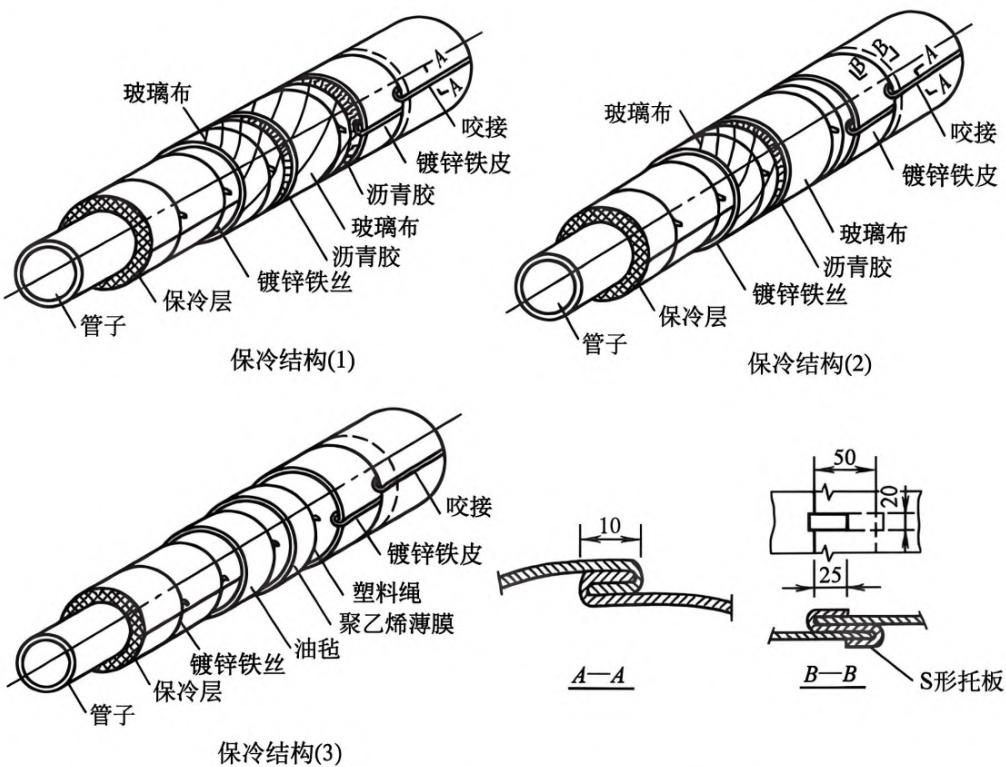 玻璃布
A
A
咬接
镀锌铁皮
沥青胶
玻璃布
沥青胶
镀锌铁丝
保冷层
管子
保冷结构(1)
B
B
A
A
玻璃布
咬接
镀锌铁皮
玻璃布
沥青胶
镀锌铁丝
保冷层
管子
保冷结构(2)
咬接
镀锌铁皮
塑料绳
聚乙烯薄膜
油毡
镀锌铁丝
保冷层
管子
保冷结构(3)
10
A—A
50
20
25
B—B
S形托板